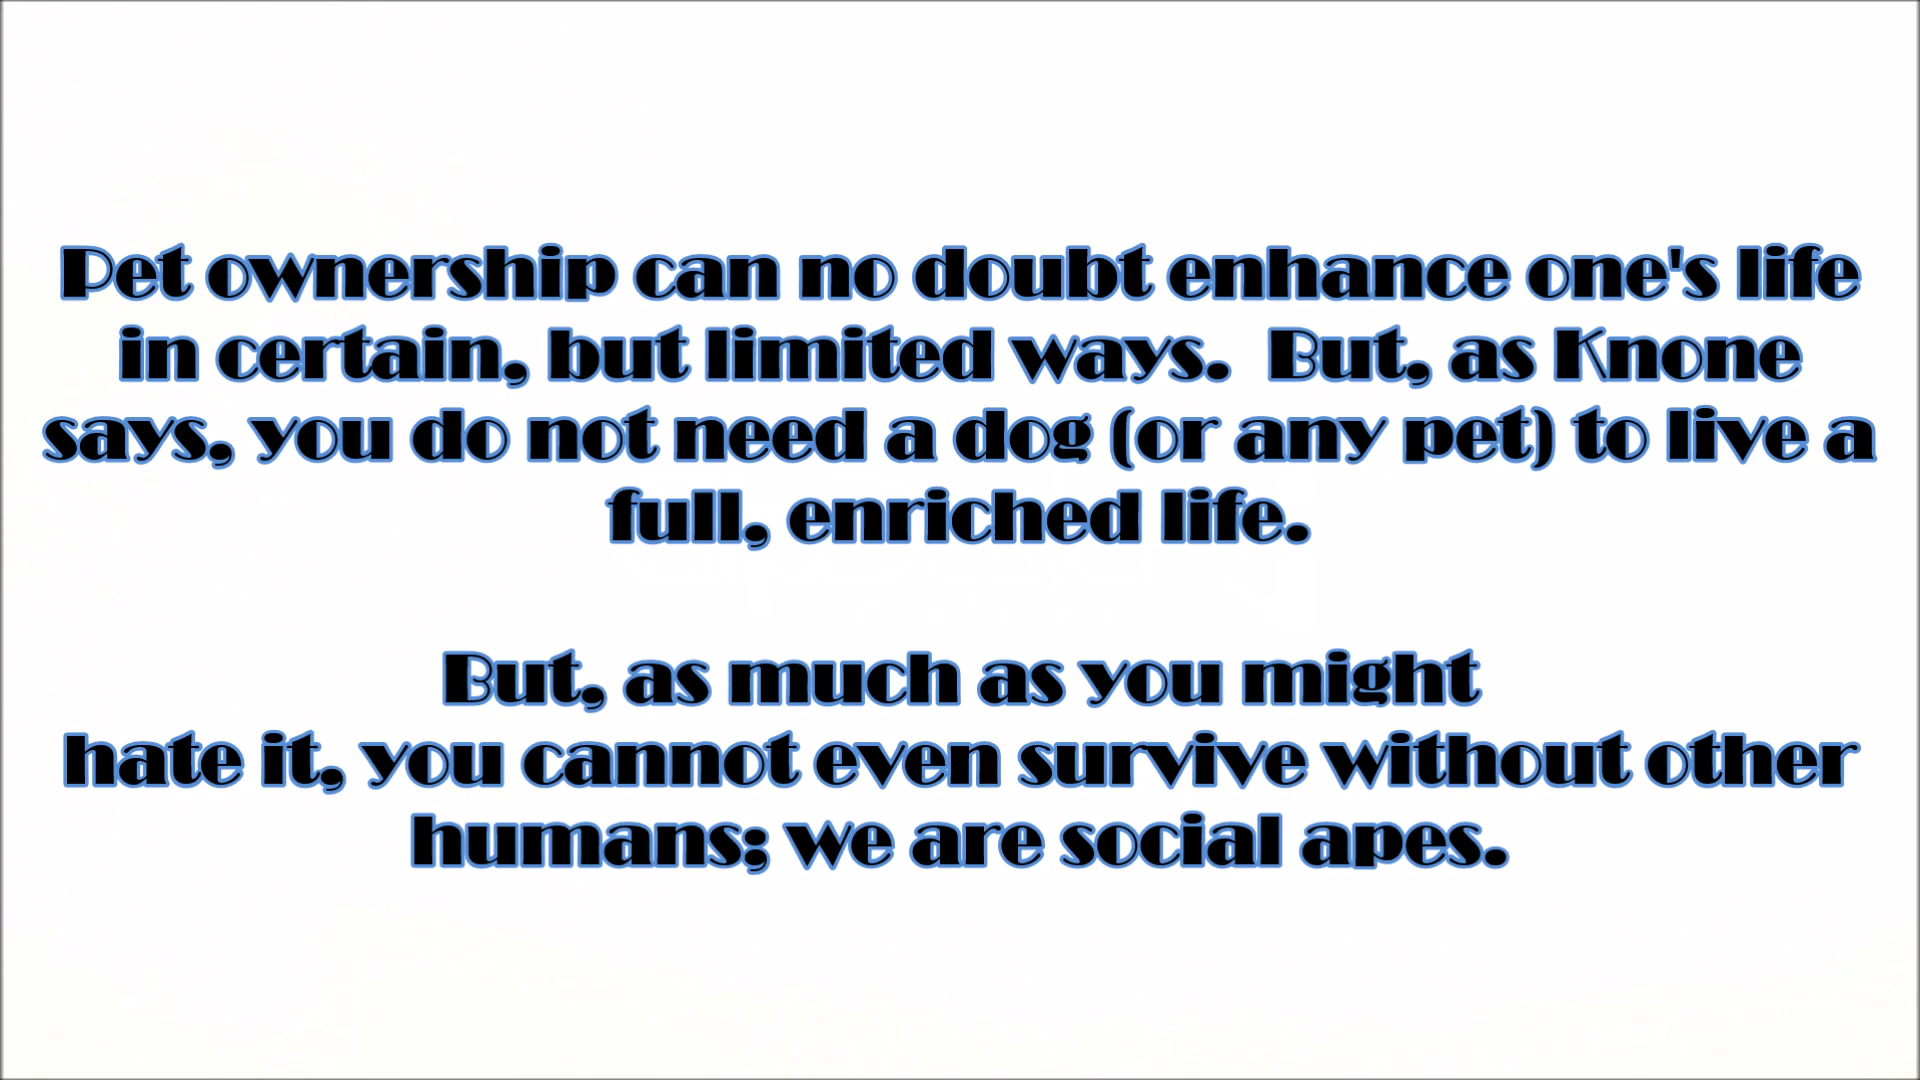 Pet ownership can no doubt enhance one's life
in certain, but limited ways.  But, as Knone
says, you do not need a dog (or any pet) to live a
full, enriched life.
But, as much as you might
hate it, you cannot even survive without other
humans; we are social apes.